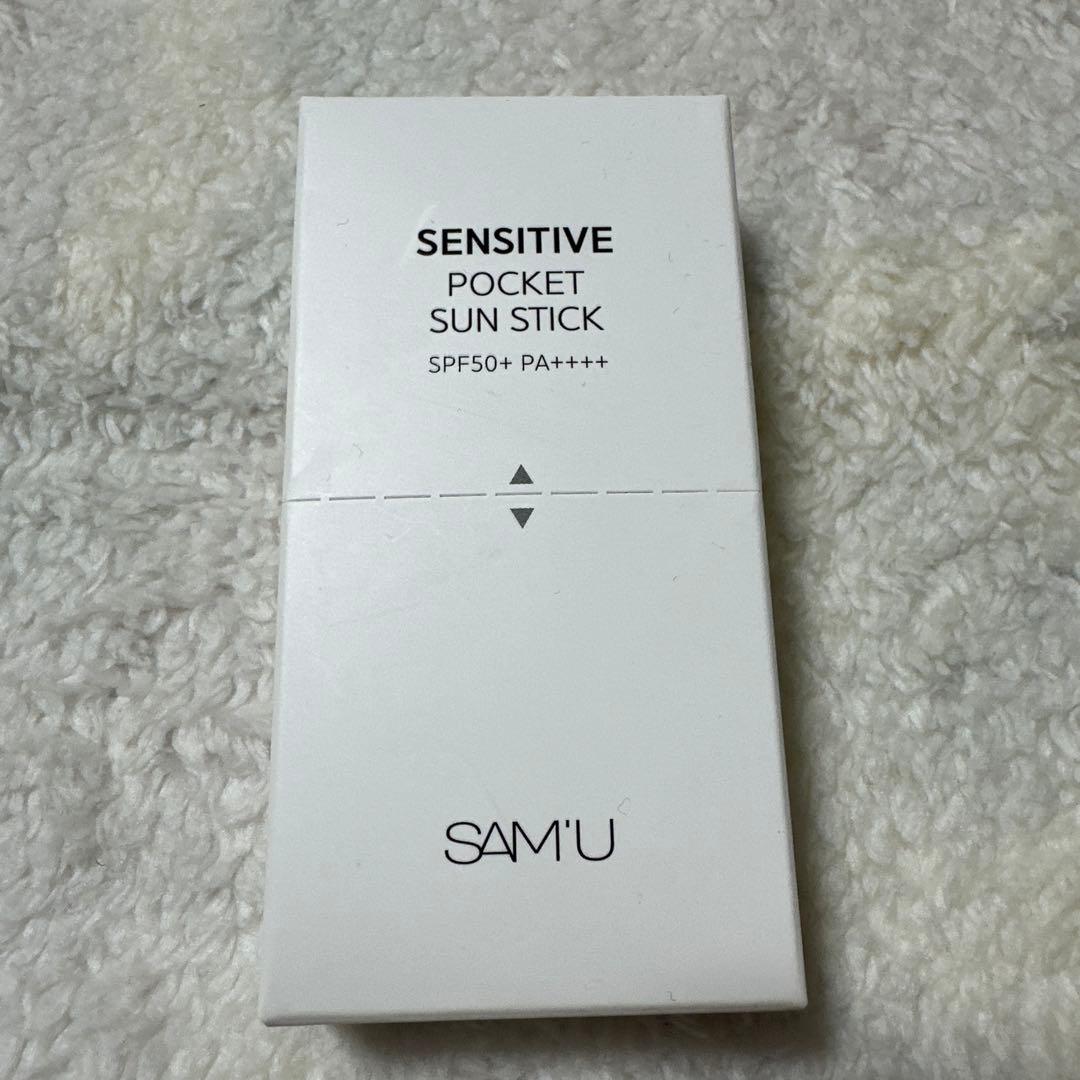 SENSITIVE
POCKET
SUN STICK
SPF50+ PA++++
SAM'U